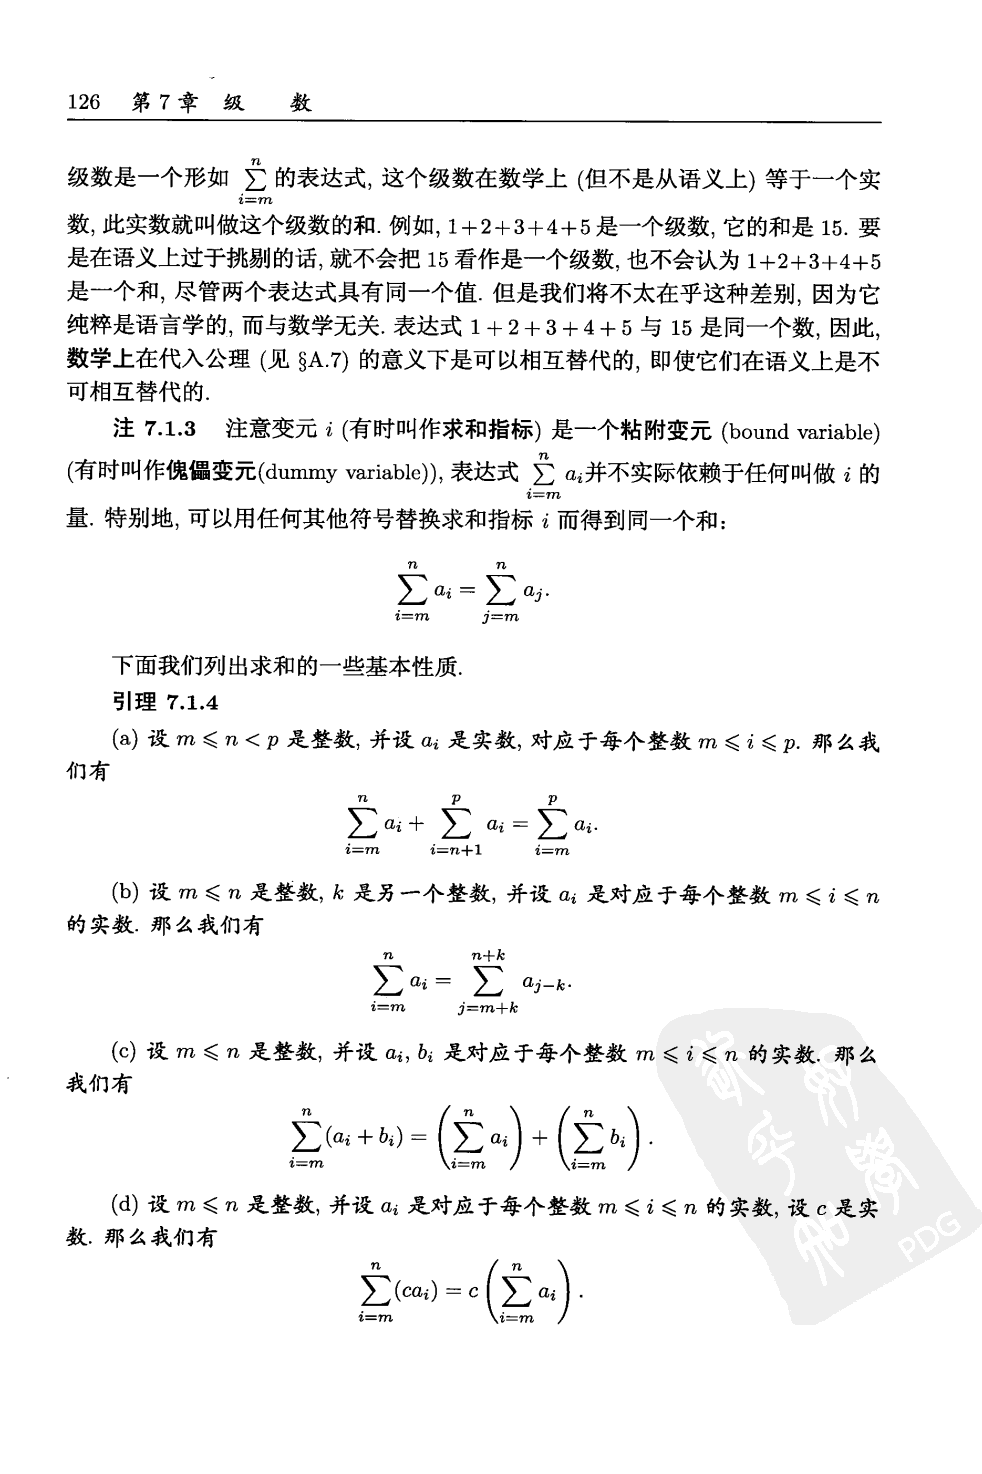 126 第7章 级 数
级数是一个形如 $\sum_{i=m}^{n}$ 的表达式, 这个级数在数学上 (但不是从语义上) 等于一个实
数, 此实数就叫做这个级数的和. 例如, 1+2+3+4+5 是一个级数, 它的和是 15. 要
是在语义上过于挑剔的话, 就不会把 15 看作是一个级数, 也不会认为 1+2+3+4+5
是一个和, 尽管两个表达式具有同一个值. 但是我们将不太在乎这种差别, 因为它
纯粹是语言学的, 而与数学无关. 表达式 1+2+3+4+5 与 15 是同一个数, 因此,
数学上在代入公理 (见 §A.7) 的意义下是可以相互替代的, 即使它们在语义上是不
可相互替代的.
注 7.1.3 注意变元 i (有时叫作求和指标) 是一个粘附变元 (bound variable)
(有时叫作傀儡变元(dummy variable)), 表达式 $\sum_{i=m}^{n} a_i$并不实际依赖于任何叫做 i 的
量. 特别地, 可以用任何其他符号替换求和指标 i 而得到同一个和:
$\sum_{i=m}^{n} a_i = \sum_{j=m}^{n} a_j.$
下面我们列出求和的一些基本性质.
引理 7.1.4
(a) 设 m ⩽ n < p 是整数, 并设 $a_i$ 是实数, 对应于每个整数 m ⩽ i ⩽ p. 那么我
们有
$\sum_{i=m}^{n} a_i + \sum_{i=n+1}^{p} a_i = \sum_{i=m}^{p} a_i.$
(b) 设 m ⩽ n 是整数, k 是另一个整数, 并设 $a_i$ 是对应于每个整数 m ⩽ i ⩽ n
的实数. 那么我们有
$\sum_{i=m}^{n} a_i = \sum_{j=m+k}^{n+k} a_{j-k}.$
(c) 设 m ⩽ n 是整数, 并设 $a_i, b_i$ 是对应于每个整数 m ⩽ i ⩽ n 的实数. 那么
我们有
$\sum_{i=m}^{n} (a_i + b_i) = \left( \sum_{i=m}^{n} a_i \right) + \left( \sum_{i=m}^{n} b_i \right).$
(d) 设 m ⩽ n 是整数, 并设 $a_i$ 是对应于每个整数 m ⩽ i ⩽ n 的实数, 设 c 是实
数. 那么我们有
$\sum_{i=m}^{n} (ca_i) = c \left( \sum_{i=m}^{n} a_i \right).$
PDG